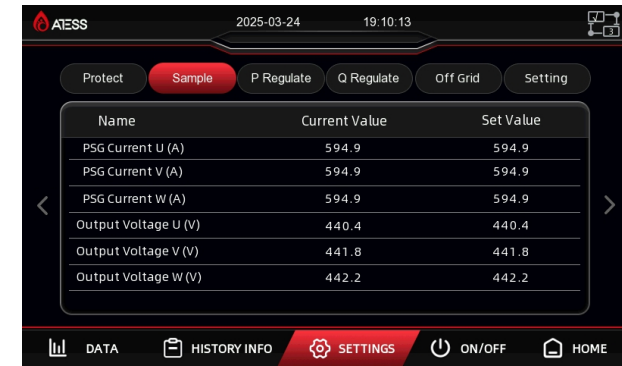 ATESS 2025-03-24 19:10:13
3
Protect Sample P Regulate Q Regulate Off Grid Setting
Name Current Value Set Value
PSG Current U (A) 594.9 594.9
PSG Current V (A) 594.9 594.9
PSG Current W (A) 594.9 594.9
Output Voltage U (V) 440.4 440.4
Output Voltage V (V) 441.8 441.8
Output Voltage W (V) 442.2 442.2
DATA HISTORY INFO SETTINGS ON/OFF HOME